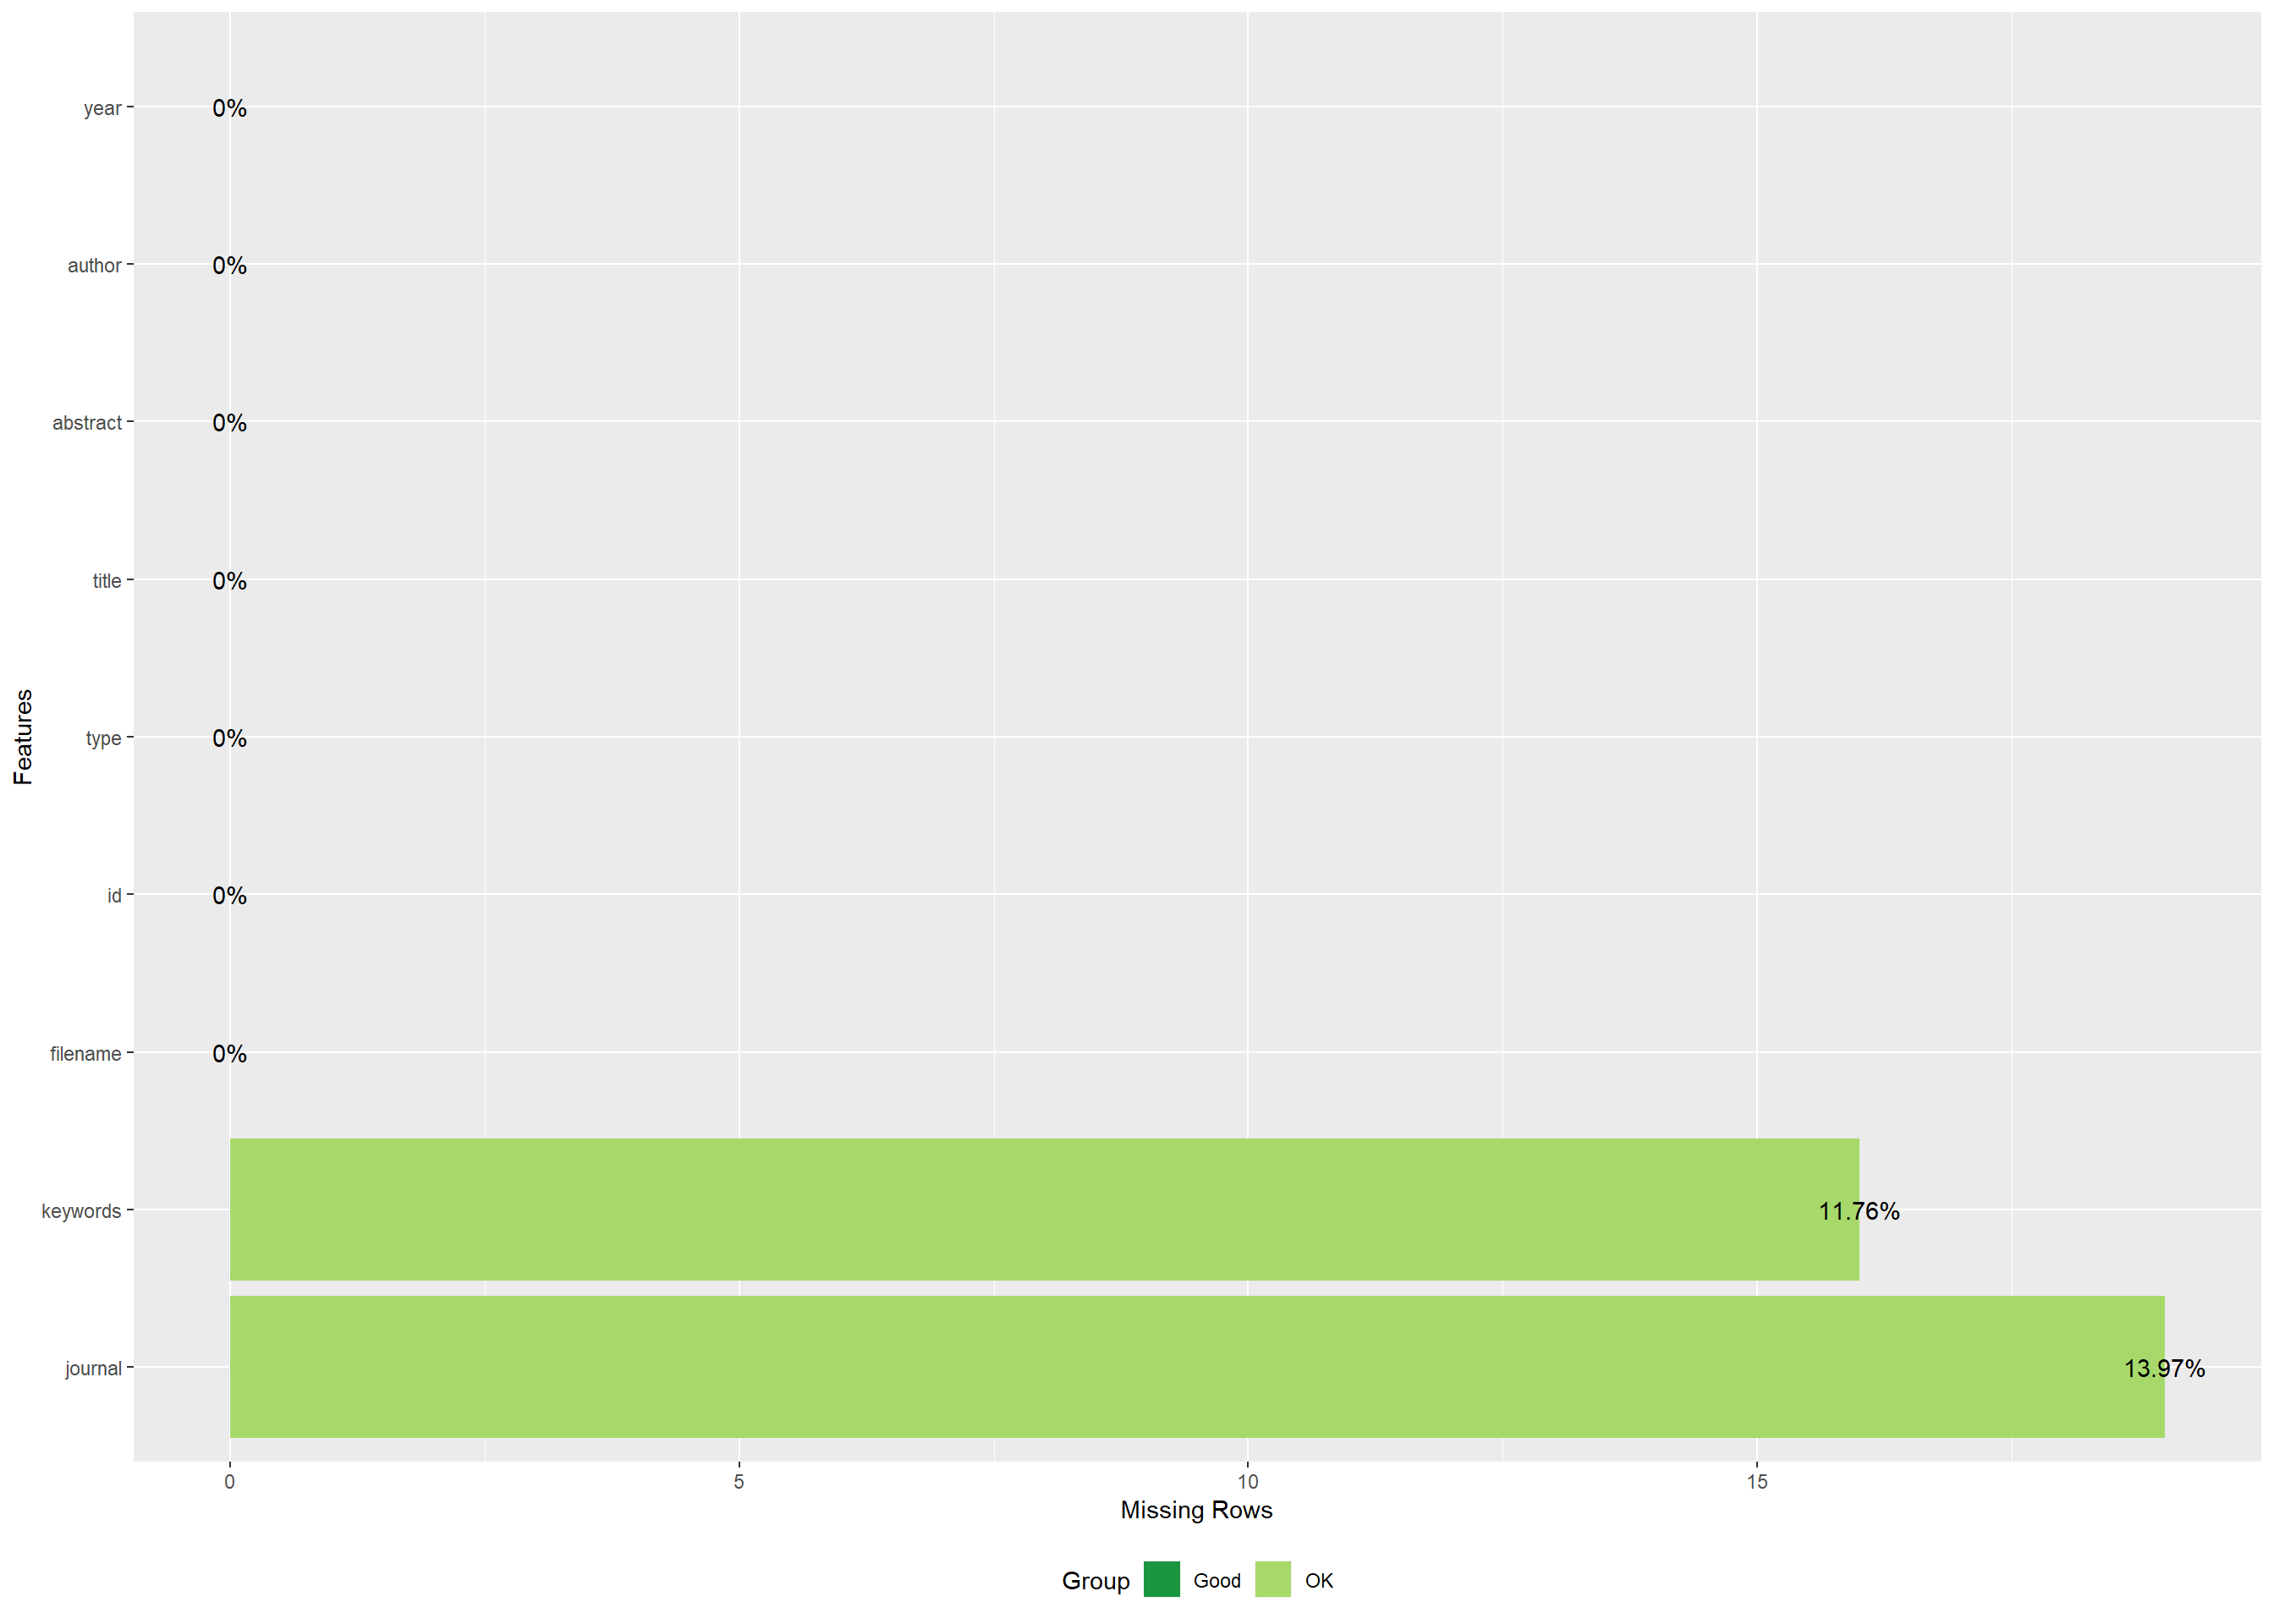 year 0%
author 0%
abstract 0%
title 0%
type 0%
id 0%
filename 0%
keywords 11.76%
journal 13.97%
Features
0 5 10 15
Missing Rows
Group Good OK